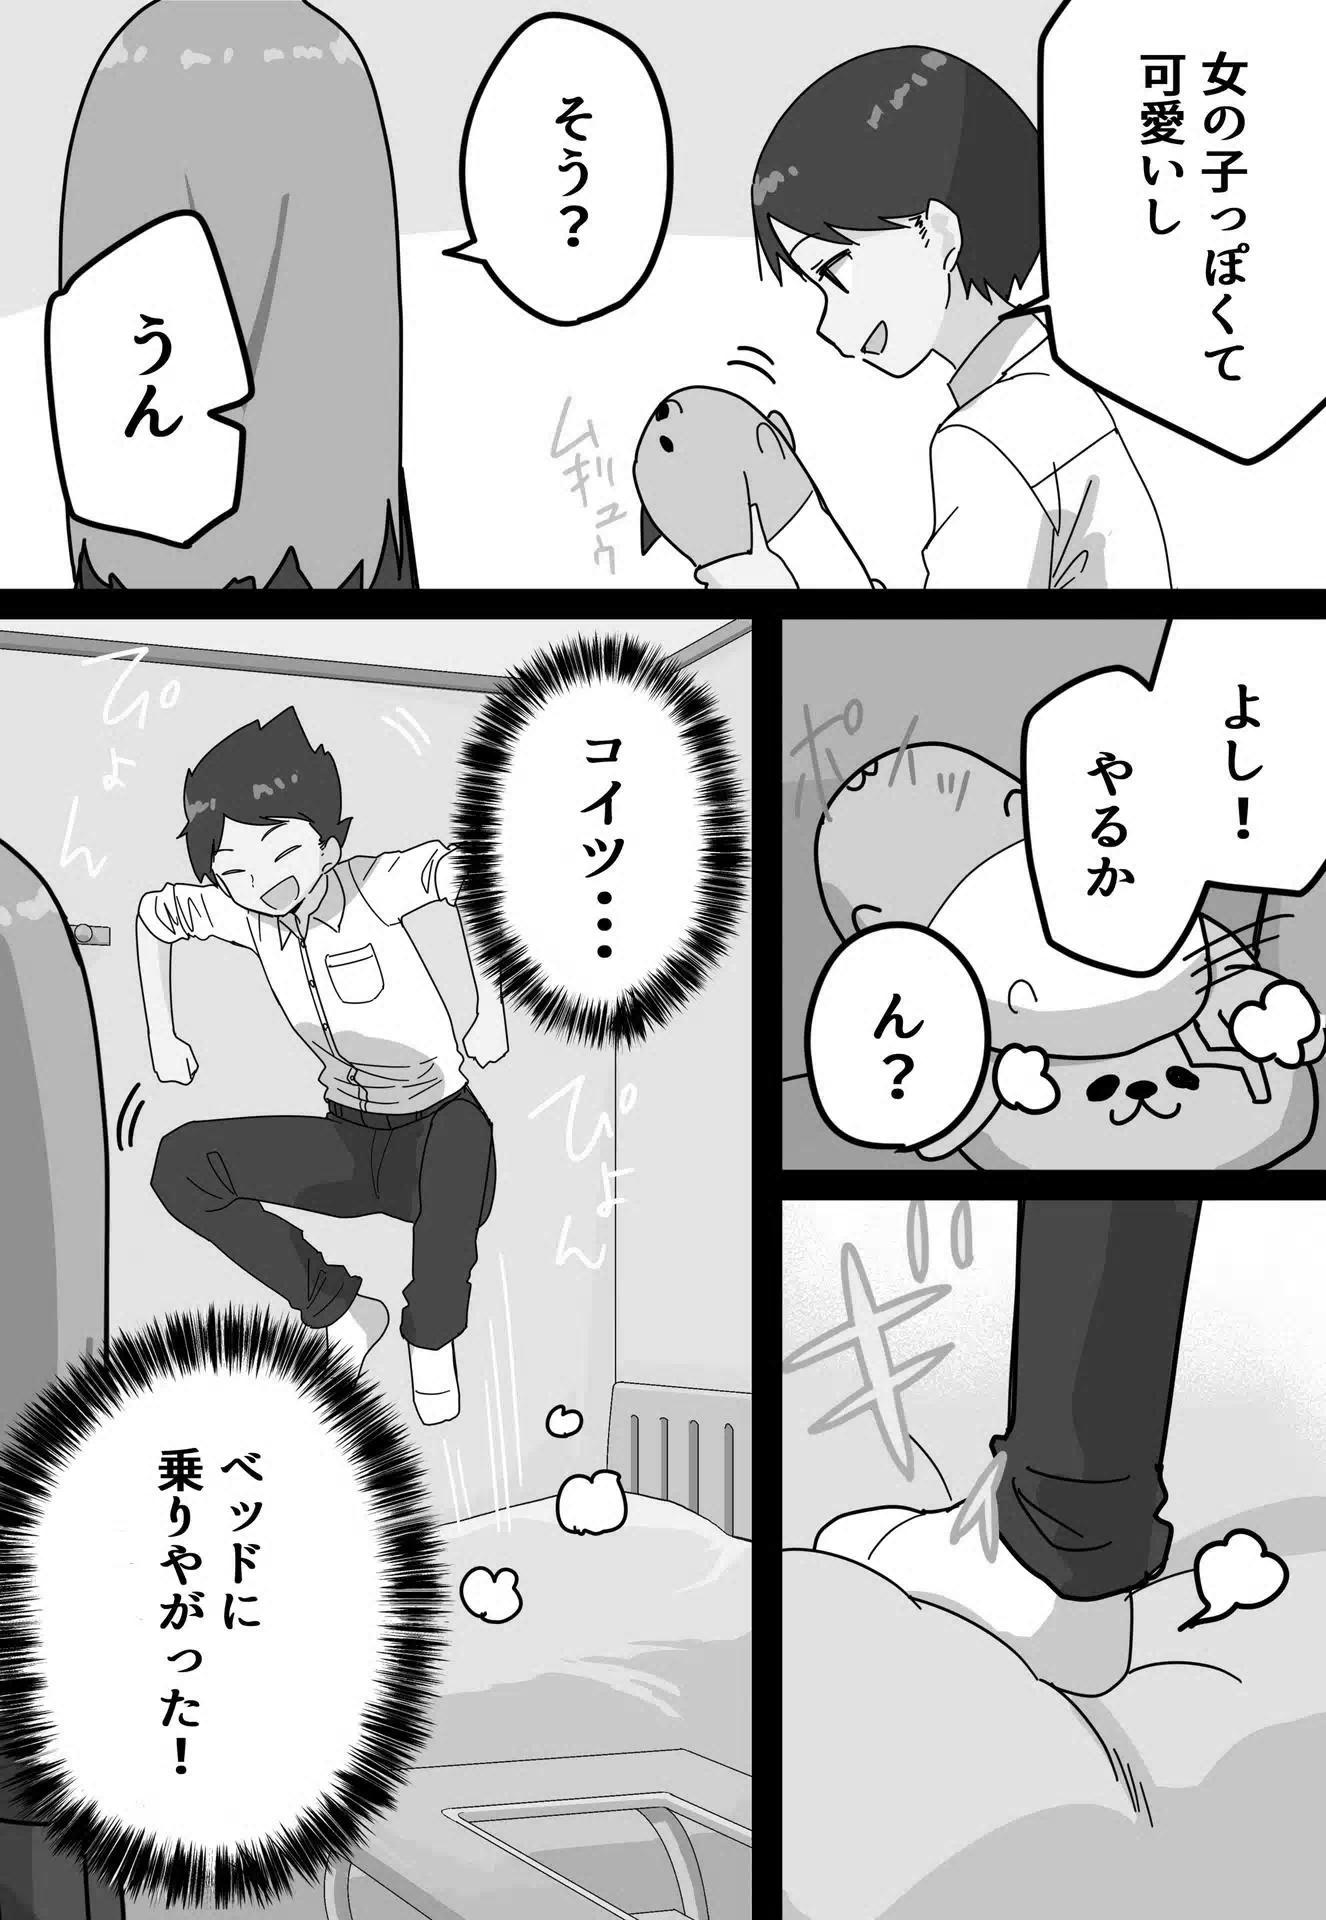 女の子っぽくて
可愛いし
そう？
ムギュウ
うん
よし！
やるか
ポイッ
ん？
ギシ
コイツ…
ぴょん
ぴょん
ベッドに
乗りやがった！